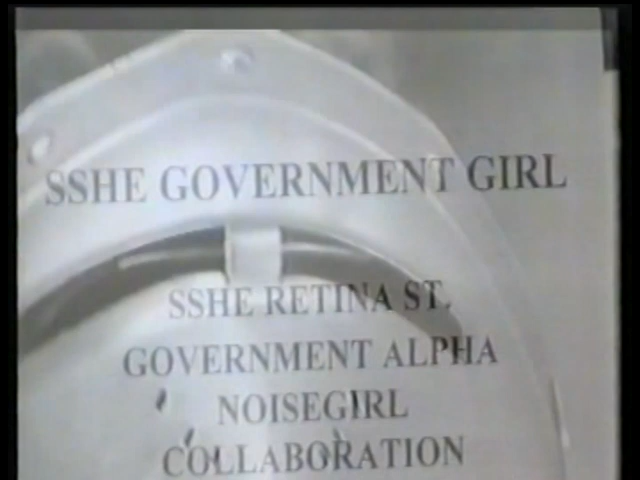 SSHE GOVERNMENT GIRL
SSHE RETINA ST.
GOVERNMENT ALPHA
NOISEGIRL
COLLABORATION